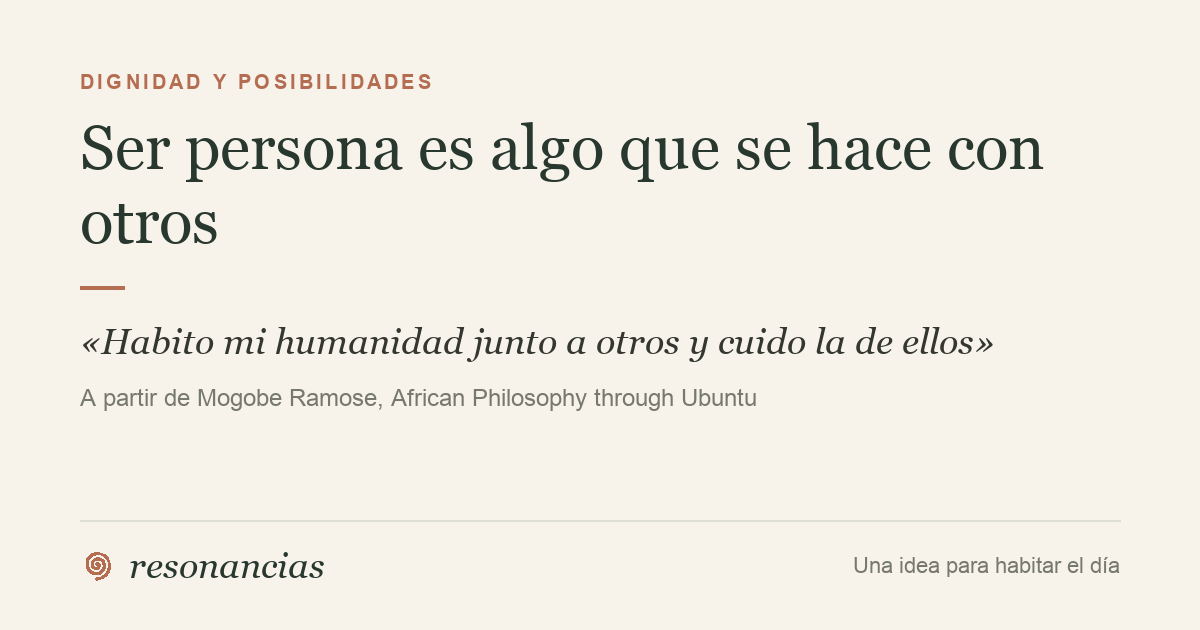 DIGNIDAD Y POSIBILIDADES
Ser persona es algo que se hace con
otros
«Habito mi humanidad junto a otros y cuido la de ellos»
A partir de Mogobe Ramose, African Philosophy through Ubuntu
resonancias
Una idea para habitar el día